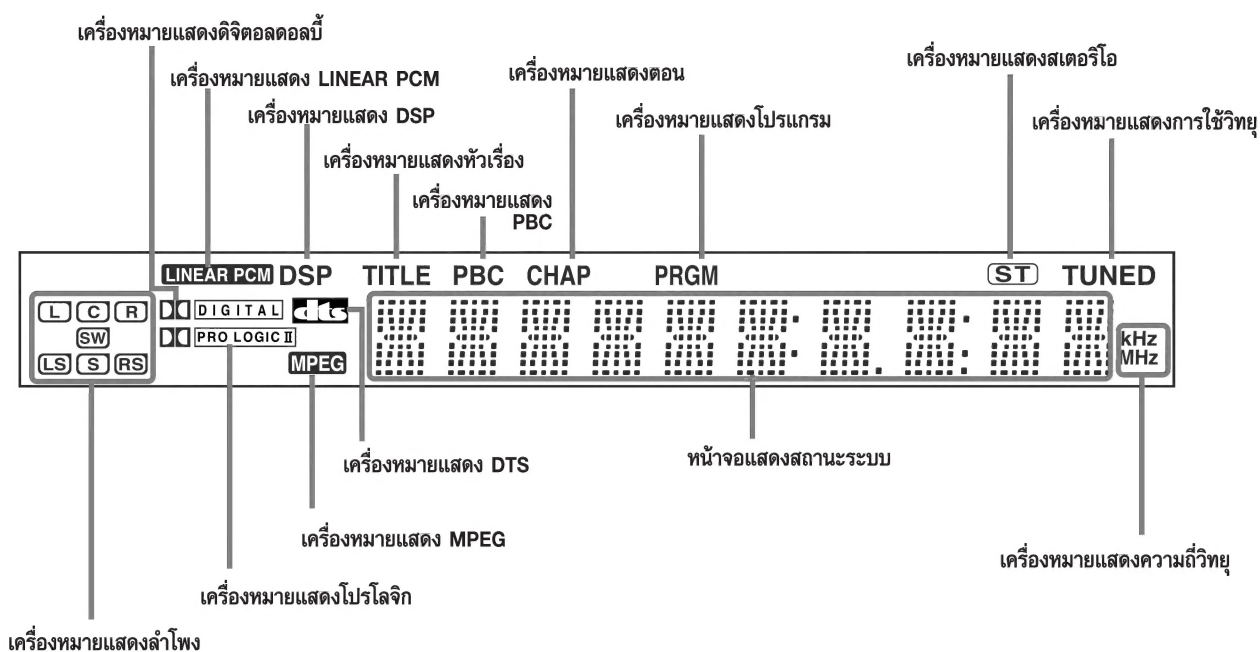 เครื่องหมายแสดงดิจิตอลดอลบี้
เครื่องหมายแสดง LINEAR PCM
เครื่องหมายแสดง DSP
เครื่องหมายแสดงหัวเรื่อง
เครื่องหมายแสดง
PBC
เครื่องหมายแสดงตอน
เครื่องหมายแสดงโปรแกรม
เครื่องหมายแสดงสเตอริโอ
เครื่องหมายแสดงการใช้วิทยุ
LINEAR PCM DSP TITLE PBC CHAP PRGM ST TUNED
L C R
SW
LS S RS
DIGITAL dts
PRO LOGIC II
MPEG
kHz
MHz
เครื่องหมายแสดง DTS
หน้าจอแสดงสถานะระบบ
เครื่องหมายแสดง MPEG
เครื่องหมายแสดงความถี่วิทยุ
เครื่องหมายแสดงโปรโลจิก
เครื่องหมายแสดงลำโพง